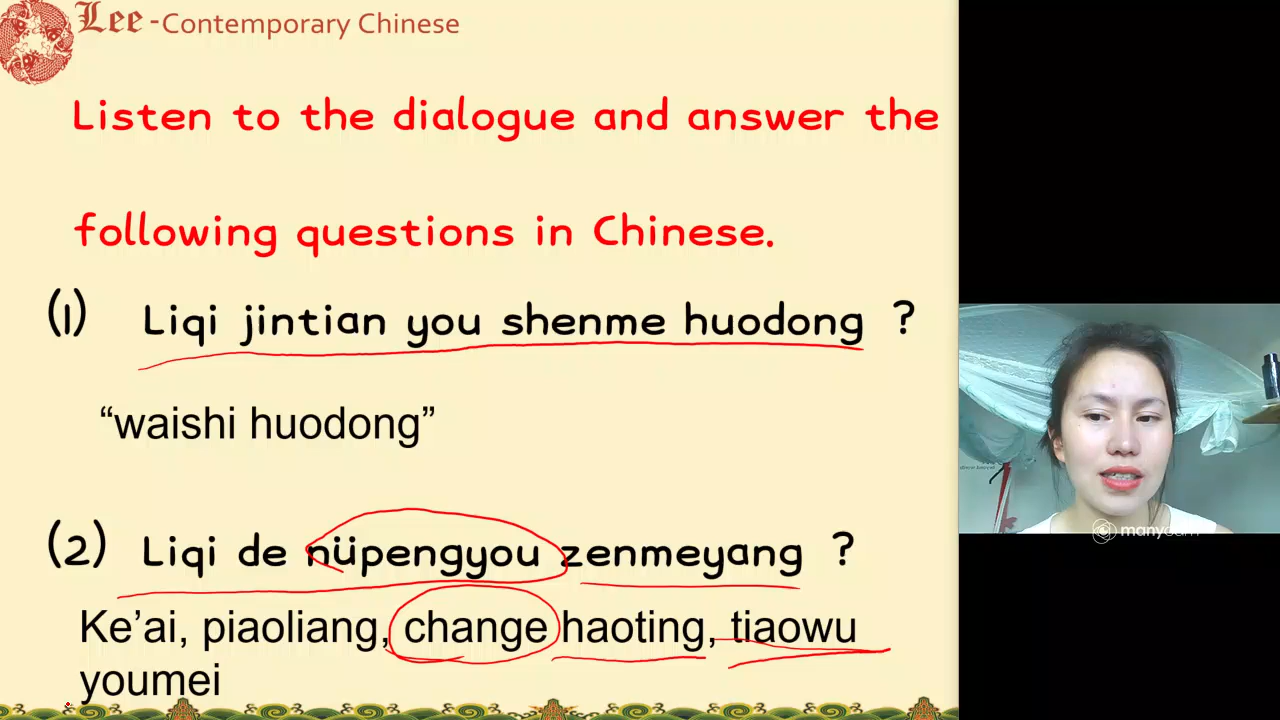 Lee -Contemporary Chinese
Listen to the dialogue and answer the
following questions in Chinese.
(1) Liqi jintian you shenme huodong ?
“waishi huodong”
(2) Liqi de nüpengyou zenmeyang ?
Ke’ai, piaoliang, change haoting, tiaowu
youmei
manycam